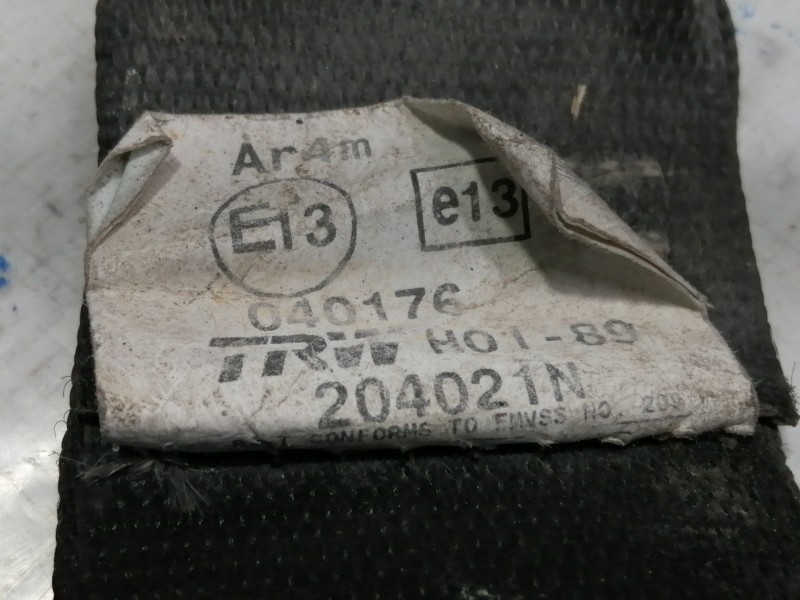 Ar4m
E13 e13
040176
TRW H01-89
204021N
CONFORMS TO FMVSS NO. 209